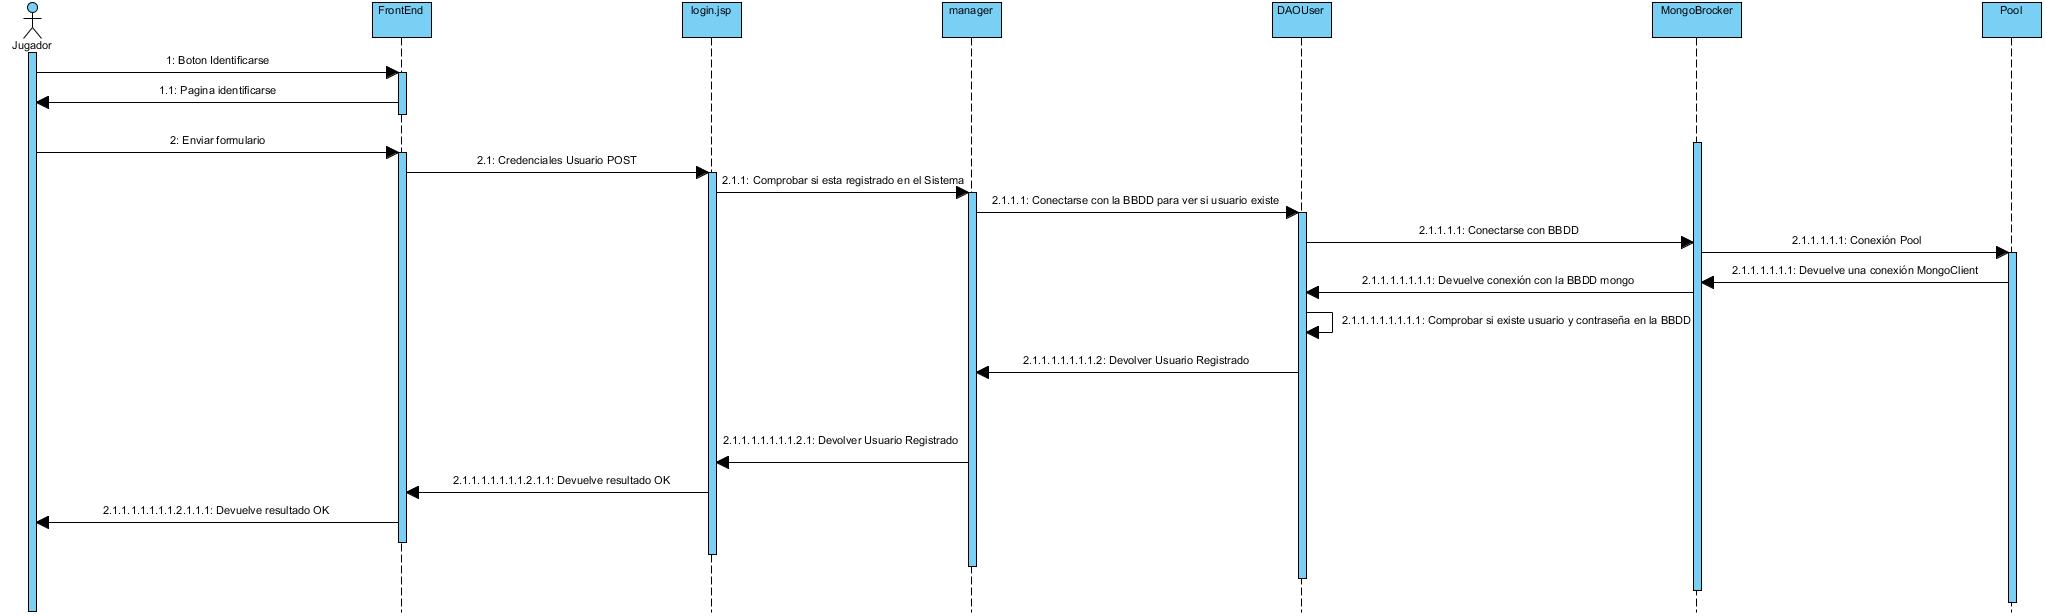 Jugador
FrontEnd
login.jsp
manager
DAOUser
MongoBrocker
Pool
1: Boton Identificarse
1.1: Pagina identificarse
2: Enviar formulario
2.1: Credenciales Usuario POST
2.1.1: Comprobar si esta registrado en el Sistema
2.1.1.1: Conectarse con la BBDD para ver si usuario existe
2.1.1.1.1: Conectarse con BBDD
2.1.1.1.1.1: Conexión Pool
2.1.1.1.1.1.1: Devuelve una conexión MongoClient
2.1.1.1.1.1.1.1: Devuelve conexión con la BBDD mongo
2.1.1.1.1.1.1.1.1: Comprobar si existe usuario y contraseña en la BBDD
2.1.1.1.1.1.1.1.2: Devolver Usuario Registrado
2.1.1.1.1.1.1.1.2.1: Devolver Usuario Registrado
2.1.1.1.1.1.1.1.2.1.1: Devuelve resultado OK
2.1.1.1.1.1.1.1.2.1.1.1: Devuelve resultado OK